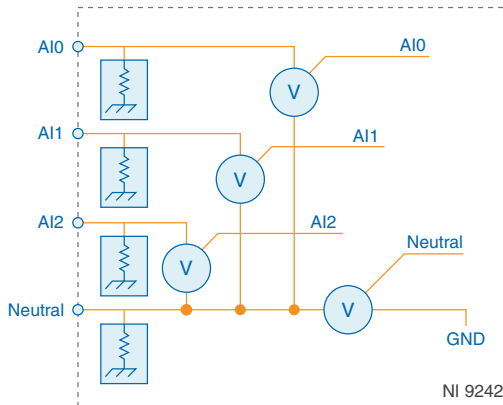 AI0
AI0
V
AI1
AI1
V
AI2
AI2
V
Neutral
Neutral
V
GND
NI 9242